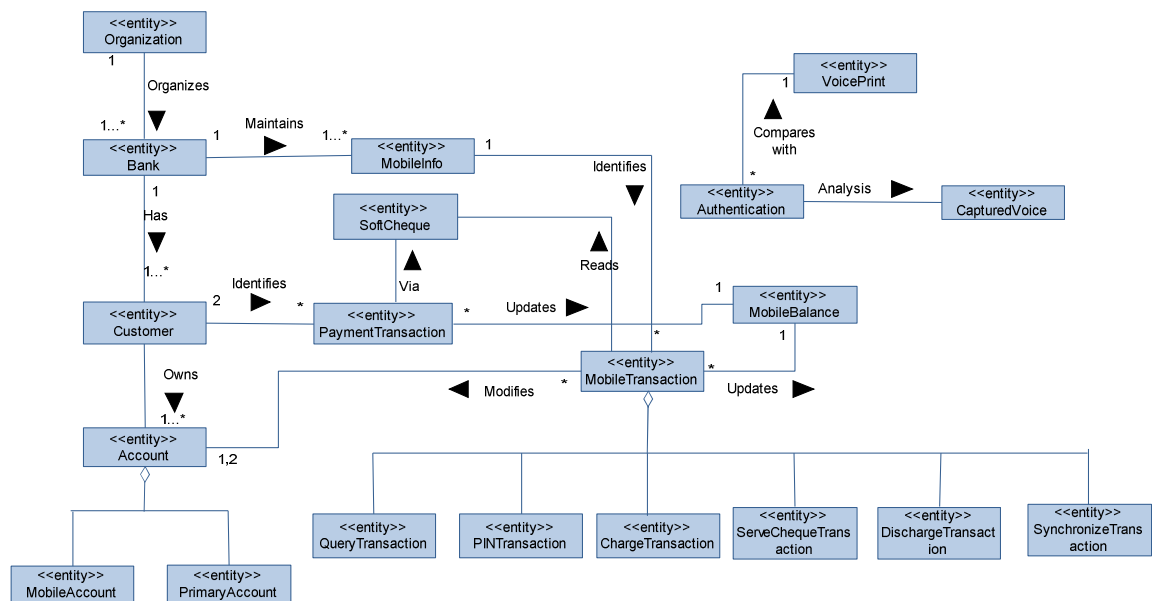 <<entity>>
Organization
1
Organizes
1...*
<<entity>>
VoicePrint
1
Compares
with
*
<<entity>>
Bank
1
Maintains
1...*
<<entity>>
MobileInfo
1
Identifies
1
Has
1...*
<<entity>>
SoftCheque
Reads
Via
<<entity>>
Authentication
Analysis
<<entity>>
CapturedVoice
<<entity>>
Customer
2
Identifies
*
<<entity>>
PaymentTransaction
*
Updates
1
<<entity>>
MobileBalance
1
*
<<entity>>
MobileTransaction
*
*
Updates
Modifies
Owns
1...*
<<entity>>
Account
1,2
<<entity>>
QueryTransaction
<<entity>>
PINTransaction
<<entity>>
ChargeTransaction
<<entity>>
ServeChequeTrans
action
<<entity>>
DischargeTransact
ion
<<entity>>
SynchronizeTrans
action
<<entity>>
MobileAccount
<<entity>>
PrimaryAccount